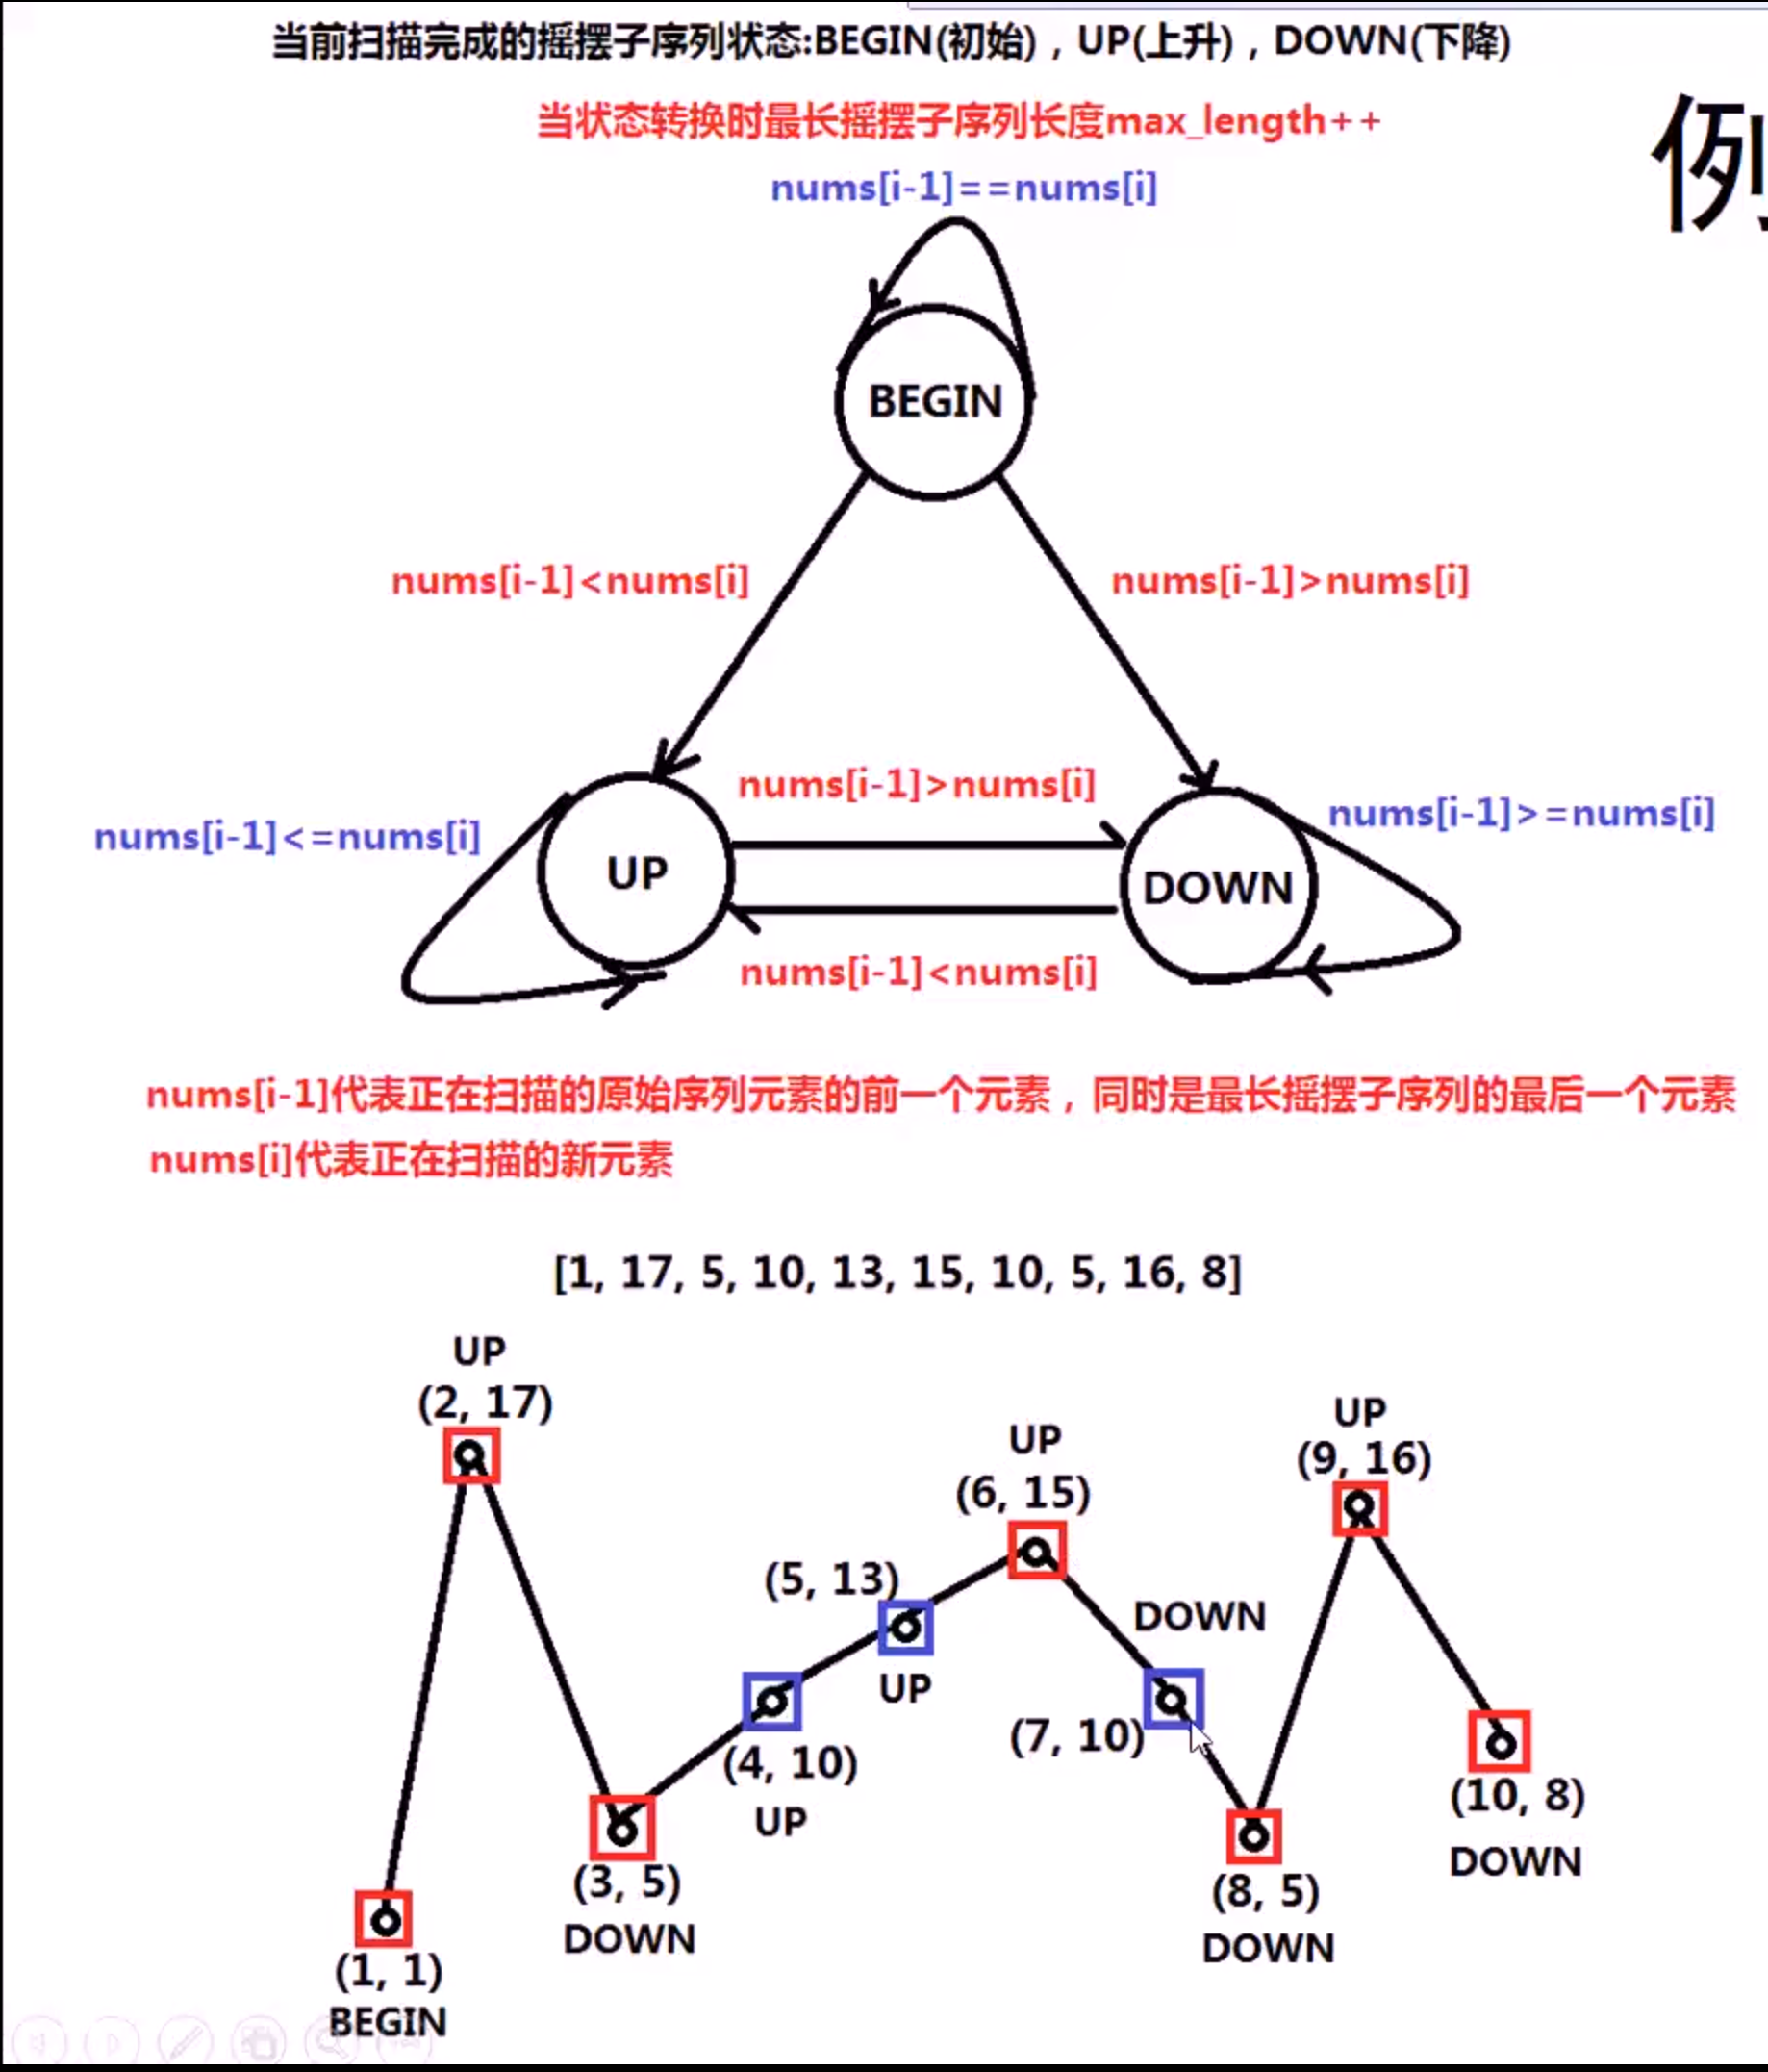 当前扫描完成的摇摆子序列状态:BEGIN(初始)，UP(上升)，DOWN(下降)
当状态转换时最长摇摆子序列长度max_length++
例
nums[i-1]==nums[i]
BEGIN
nums[i-1]<nums[i]
nums[i-1]>nums[i]
nums[i-1]>nums[i]
nums[i-1]<=nums[i]
nums[i-1]>=nums[i]
UP
DOWN
nums[i-1]<nums[i]
nums[i-1]代表正在扫描的原始序列元素的前一个元素，同时是最长摇摆子序列的最后一个元素
nums[i]代表正在扫描的新元素
[1, 17, 5, 10, 13, 15, 10, 5, 16, 8]
UP
(2, 17)
UP
(6, 15)
UP
(9, 16)
(5, 13)
UP
DOWN
(7, 10)
(4, 10)
UP
(3, 5)
DOWN
(8, 5)
DOWN
(10, 8)
DOWN
(1, 1)
BEGIN